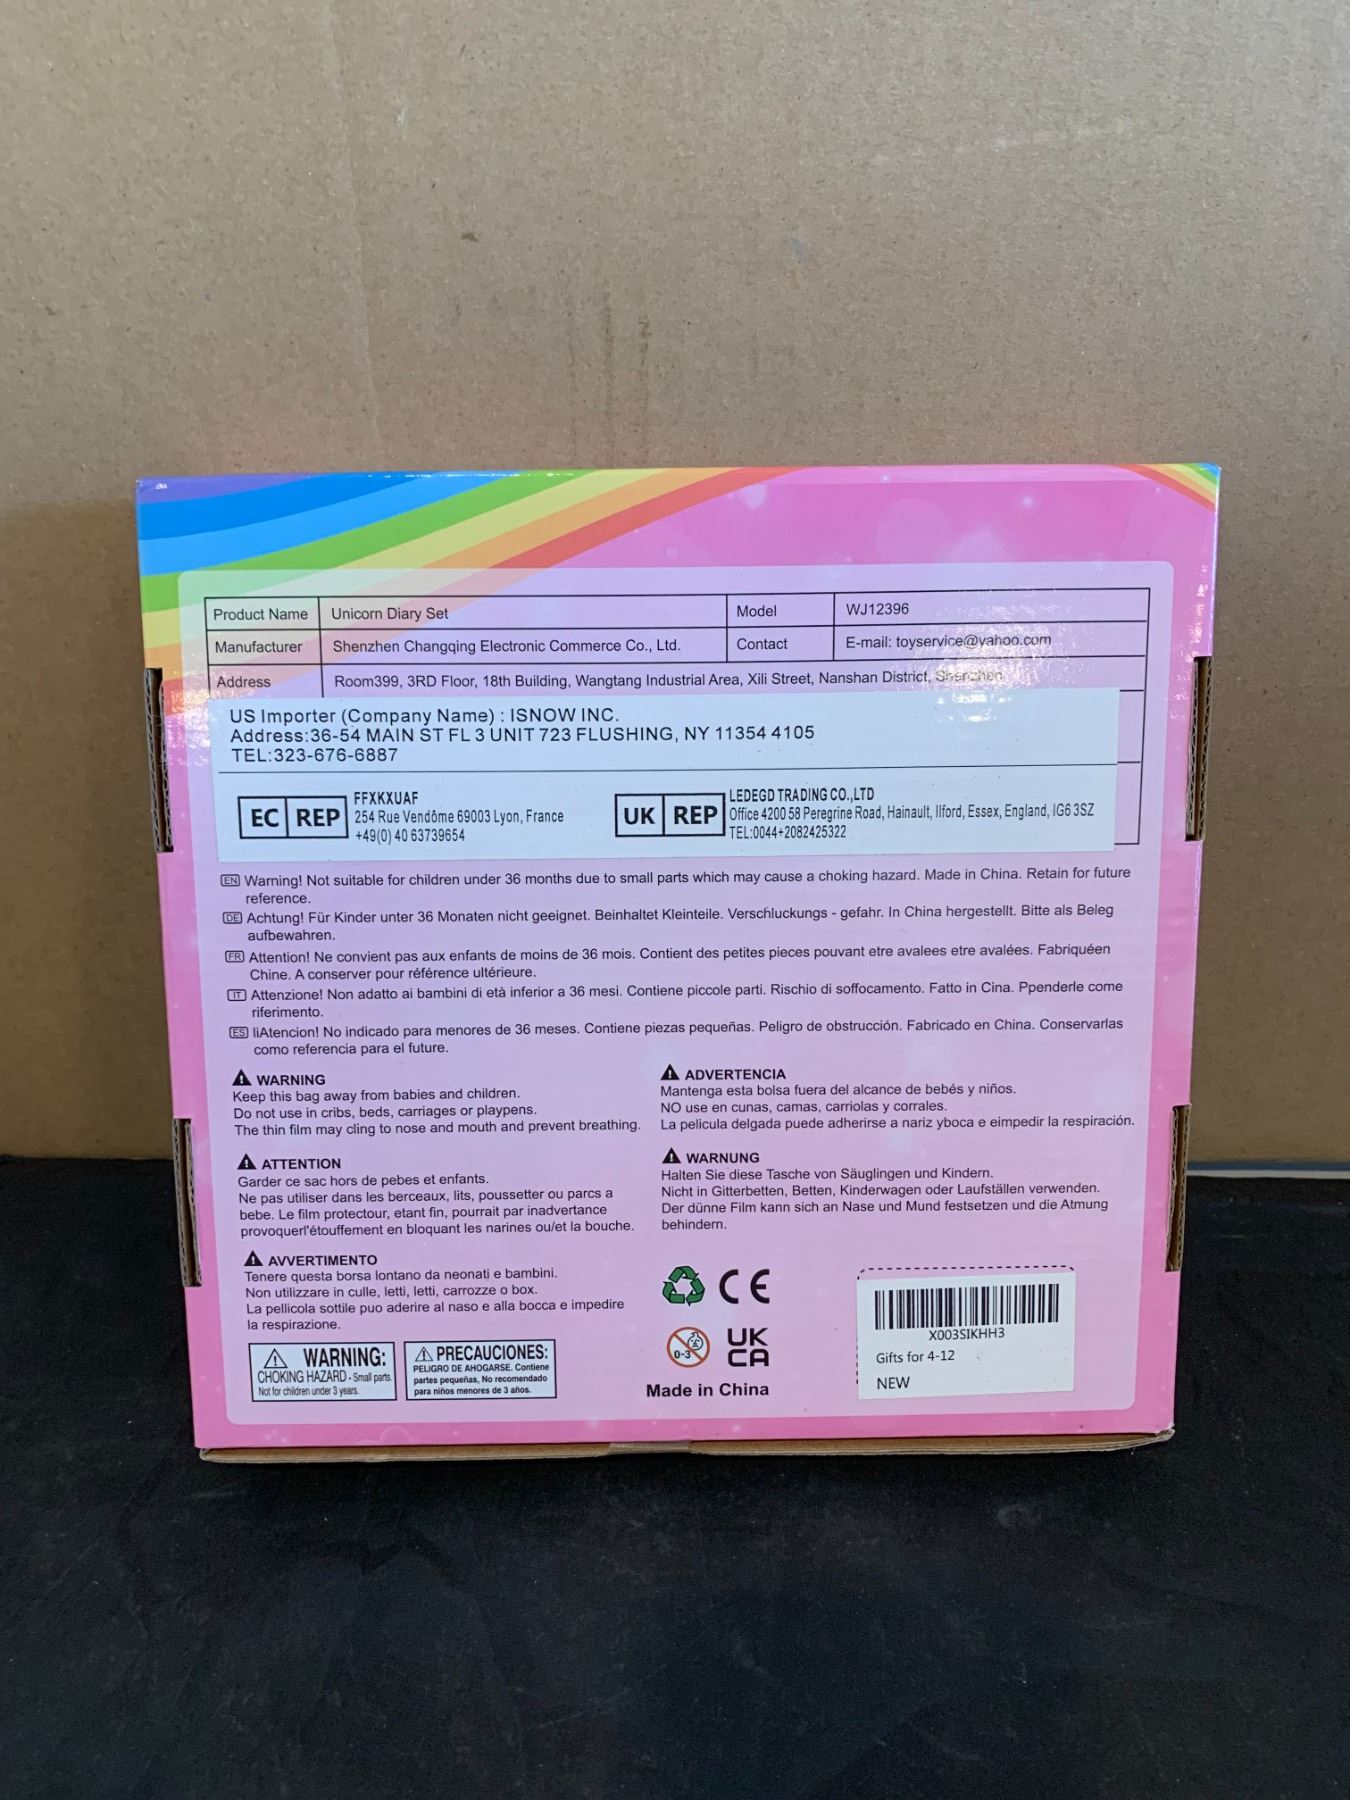 Product Name Unicorn Diary Set Model WJ12396
Manufacturer Shenzhen Changqing Electronic Commerce Co., Ltd. Contact E-mail: toyservice@yahoo.com
Address Room399, 3RD Floor, 18th Building, Wangtang Industrial Area, Xili Street, Nanshan District, Shenzhen
US Importer (Company Name) : ISNOW INC.
Address:36-54 MAIN ST FL 3 UNIT 723 FLUSHING, NY 11354 4105
TEL:323-676-6887
EC REP
FFXKXUAF
254 Rue Vendôme 69003 Lyon, France
+49(0) 40 63739654
UK REP
LEDEGD TRADING CO.,LTD
Office 4200 58 Peregrine Road, Hainault, Ilford, Essex, England, IG6 3SZ
TEL:0044+2082425322
EN Warning! Not suitable for children under 36 months due to small parts which may cause a choking hazard. Made in China. Retain for future
reference.
DE Achtung! Für Kinder unter 36 Monaten nicht geeignet. Beinhaltet Kleinteile. Verschluckungs - gefahr. In China hergestellt. Bitte als Beleg
aufbewahren.
FR Attention! Ne convient pas aux enfants de moins de 36 mois. Contient des petites pieces pouvant etre avalees etre avalées. Fabriquéen
Chine. A conserver pour référence ultérieure.
IT Attenzione! Non adatto ai bambini di età inferior a 36 mesi. Contiene piccole parti. Rischio di soffocamento. Fatto in Cina. Ppenderle come
riferimento.
ES liAtencion! No indicado para menores de 36 meses. Contiene piezas pequeñas. Peligro de obstrucción. Fabricado en China. Conservarlas
como referencia para el future.
WARNING
Keep this bag away from babies and children.
Do not use in cribs, beds, carriages or playpens.
The thin film may cling to nose and mouth and prevent breathing.
ADVERTENCIA
Mantenga esta bolsa fuera del alcance de bebés y niños.
NO use en cunas, camas, carriolas y corrales.
La pelicula delgada puede adherirse a nariz yboca e eimpedir la respiración.
ATTENTION
Garder ce sac hors de pebes et enfants.
Ne pas utiliser dans les berceaux, lits, poussetter ou parcs a
bebe. Le film protectour, etant fin, pourrait par inadvertance
provoquerl'étouffement en bloquant les narines ou/et la bouche.
WARNUNG
Halten Sie diese Tasche von Säuglingen und Kindern.
Nicht in Gitterbetten, Betten, Kinderwagen oder Laufställen verwenden.
Der dünne Film kann sich an Nase und Mund festsetzen und die Atmung
behindern.
AVVERTIMENTO
Tenere questa borsa lontano da neonati e bambini.
Non utilizzare in culle, letti, letti, carrozze o box.
La pellicola sottile puo aderire al naso e alla bocca e impedire
la respirazione.
WARNING:
CHOKING HAZARD - Small parts.
Not for children under 3 years.
PRECAUCIONES:
PELIGRO DE AHOGARSE. Contiene
partes pequeñas, No recomendado
para niños menores de 3 años.
CE
0-3
UK
CA
Made in China
X003SIKHH3
Gifts for 4-12
NEW